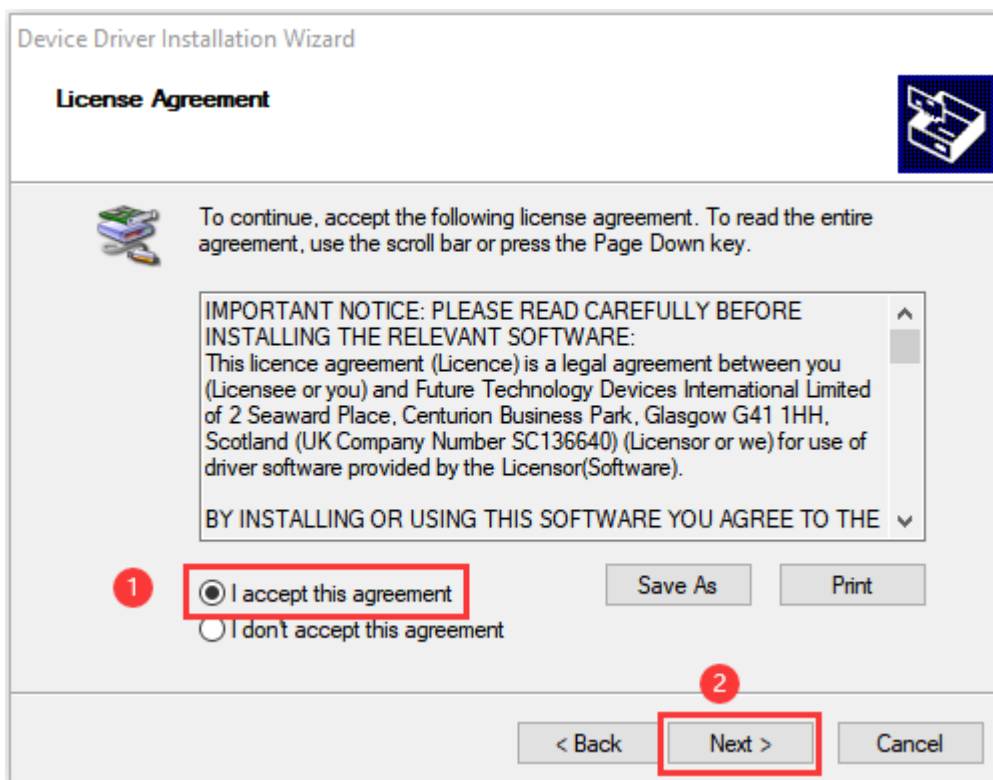 Device Driver Installation Wizard
License Agreement
To continue, accept the following license agreement. To read the entire
agreement, use the scroll bar or press the Page Down key.
IMPORTANT NOTICE: PLEASE READ CAREFULLY BEFORE
INSTALLING THE RELEVANT SOFTWARE:
This licence agreement (Licence) is a legal agreement between you
(Licensee or you) and Future Technology Devices International Limited
of 2 Seaward Place, Centurion Business Park, Glasgow G41 1HH,
Scotland (UK Company Number SC136640) (Licensor or we) for use of
driver software provided by the Licensor(Software).
BY INSTALLING OR USING THIS SOFTWARE YOU AGREE TO THE
1 I accept this agreement Save As Print
I don't accept this agreement
2
< Back Next > Cancel